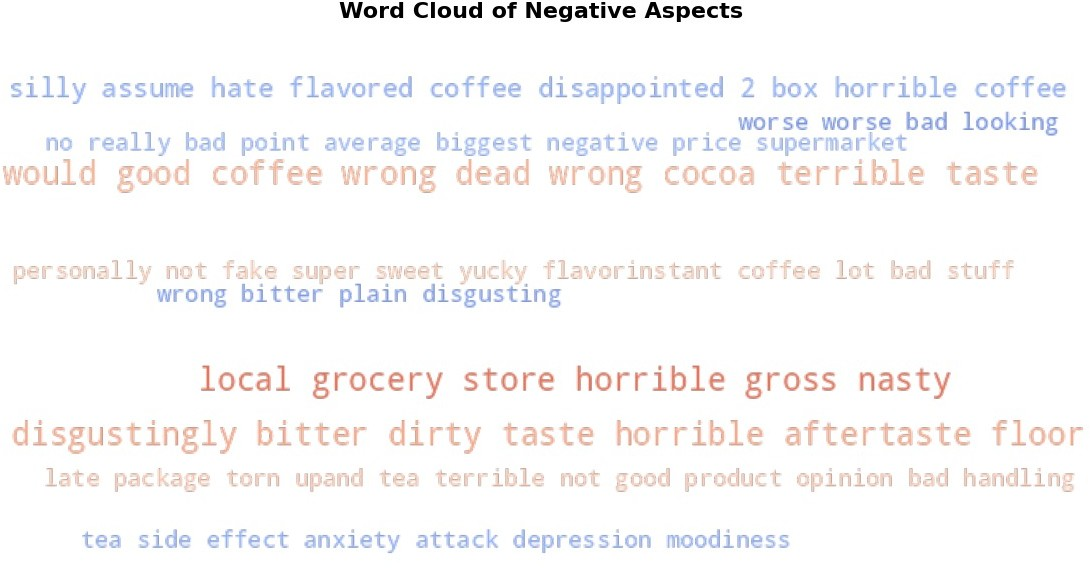 Word Cloud of Negative Aspects
silly assume hate flavored coffee disappointed 2 box horrible coffee
worse worse bad looking
no really bad point average biggest negative price supermarket
would good coffee wrong dead wrong cocoa terrible taste
personally not fake super sweet yucky flavorinstant coffee lot bad stuff
wrong bitter plain disgusting
local grocery store horrible gross nasty
disgustingly bitter dirty taste horrible aftertaste floor
late package torn upand tea terrible not good product opinion bad handling
tea side effect anxiety attack depression moodiness